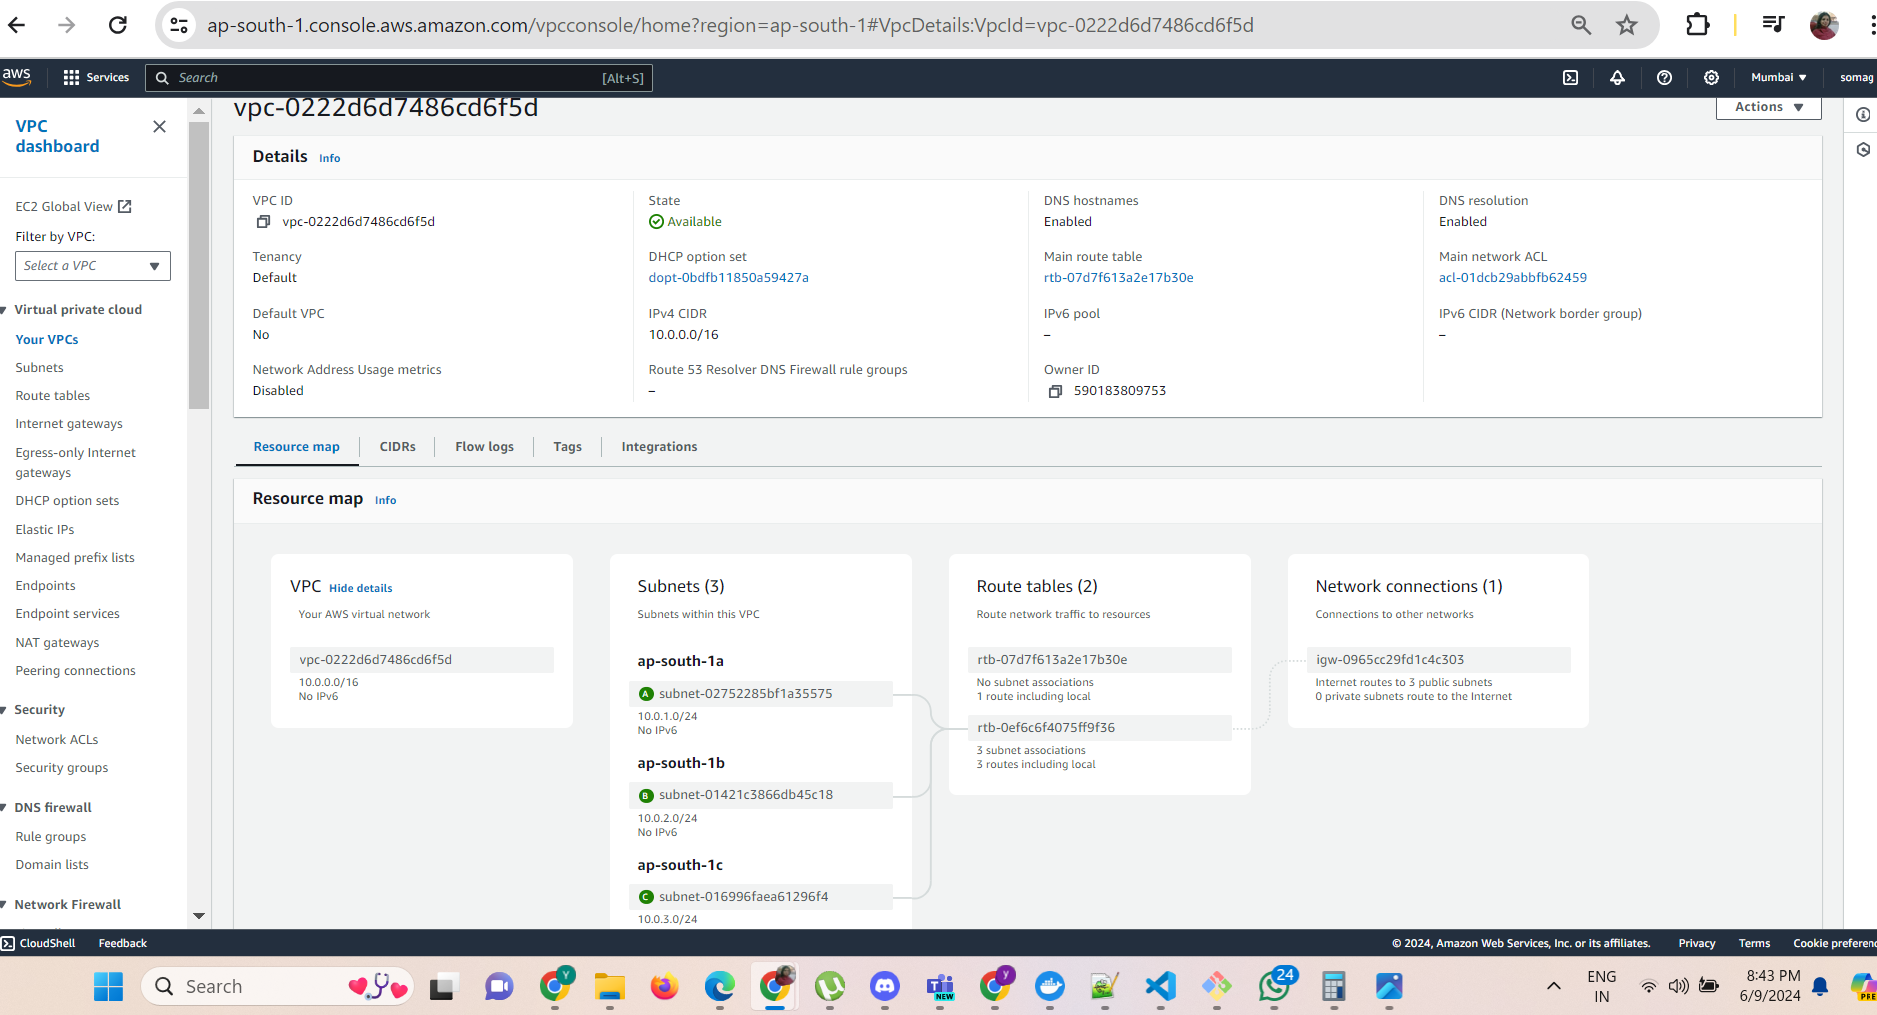 ap-south-1.console.aws.amazon.com/vpcconsole/home?region=ap-south-1#VpcDetails:VpcId=vpc-0222d6d7486cd6f5d
aws
Services
Search
[Alt+S]
Mumbai
somag
VPC dashboard
EC2 Global View
Filter by VPC:
Select a VPC
Virtual private cloud
Your VPCs
Subnets
Route tables
Internet gateways
Egress-only Internet gateways
DHCP option sets
Elastic IPs
Managed prefix lists
Endpoints
Endpoint services
NAT gateways
Peering connections
Security
Network ACLs
Security groups
DNS firewall
Rule groups
Domain lists
Network Firewall
vpc-0222d6d7486cd6f5d
Actions
Details Info
VPC ID
vpc-0222d6d7486cd6f5d
State
Available
DNS hostnames
Enabled
DNS resolution
Enabled
Tenancy
Default
DHCP option set
dopt-0bdfb11850a59427a
Main route table
rtb-07d7f613a2e17b30e
Main network ACL
acl-01dcb29abbfb62459
Default VPC
No
IPv4 CIDR
10.0.0.0/16
IPv6 pool
–
IPv6 CIDR (Network border group)
–
Network Address Usage metrics
Disabled
Route 53 Resolver DNS Firewall rule groups
–
Owner ID
590183809753
Resource map
CIDRs
Flow logs
Tags
Integrations
Resource map Info
VPC Hide details
Your AWS virtual network
vpc-0222d6d7486cd6f5d
10.0.0.0/16
No IPv6
Subnets (3)
Subnets within this VPC
ap-south-1a
A subnet-02752285bf1a35575
10.0.1.0/24
No IPv6
ap-south-1b
B subnet-01421c3866db45c18
10.0.2.0/24
No IPv6
ap-south-1c
C subnet-016996faea61296f4
10.0.3.0/24
Route tables (2)
Route network traffic to resources
rtb-07d7f613a2e17b30e
No subnet associations
1 route including local
rtb-0ef6c6f4075ff9f36
3 subnet associations
3 routes including local
Network connections (1)
Connections to other networks
igw-0965cc29fd1c4c303
Internet routes to 3 public subnets
0 private subnets route to the Internet
CloudShell
Feedback
© 2024, Amazon Web Services, Inc. or its affiliates.
Privacy
Terms
Cookie preferenc
Search
Y
NEW
y
24
ENG
IN
8:43 PM
6/9/2024
PRE